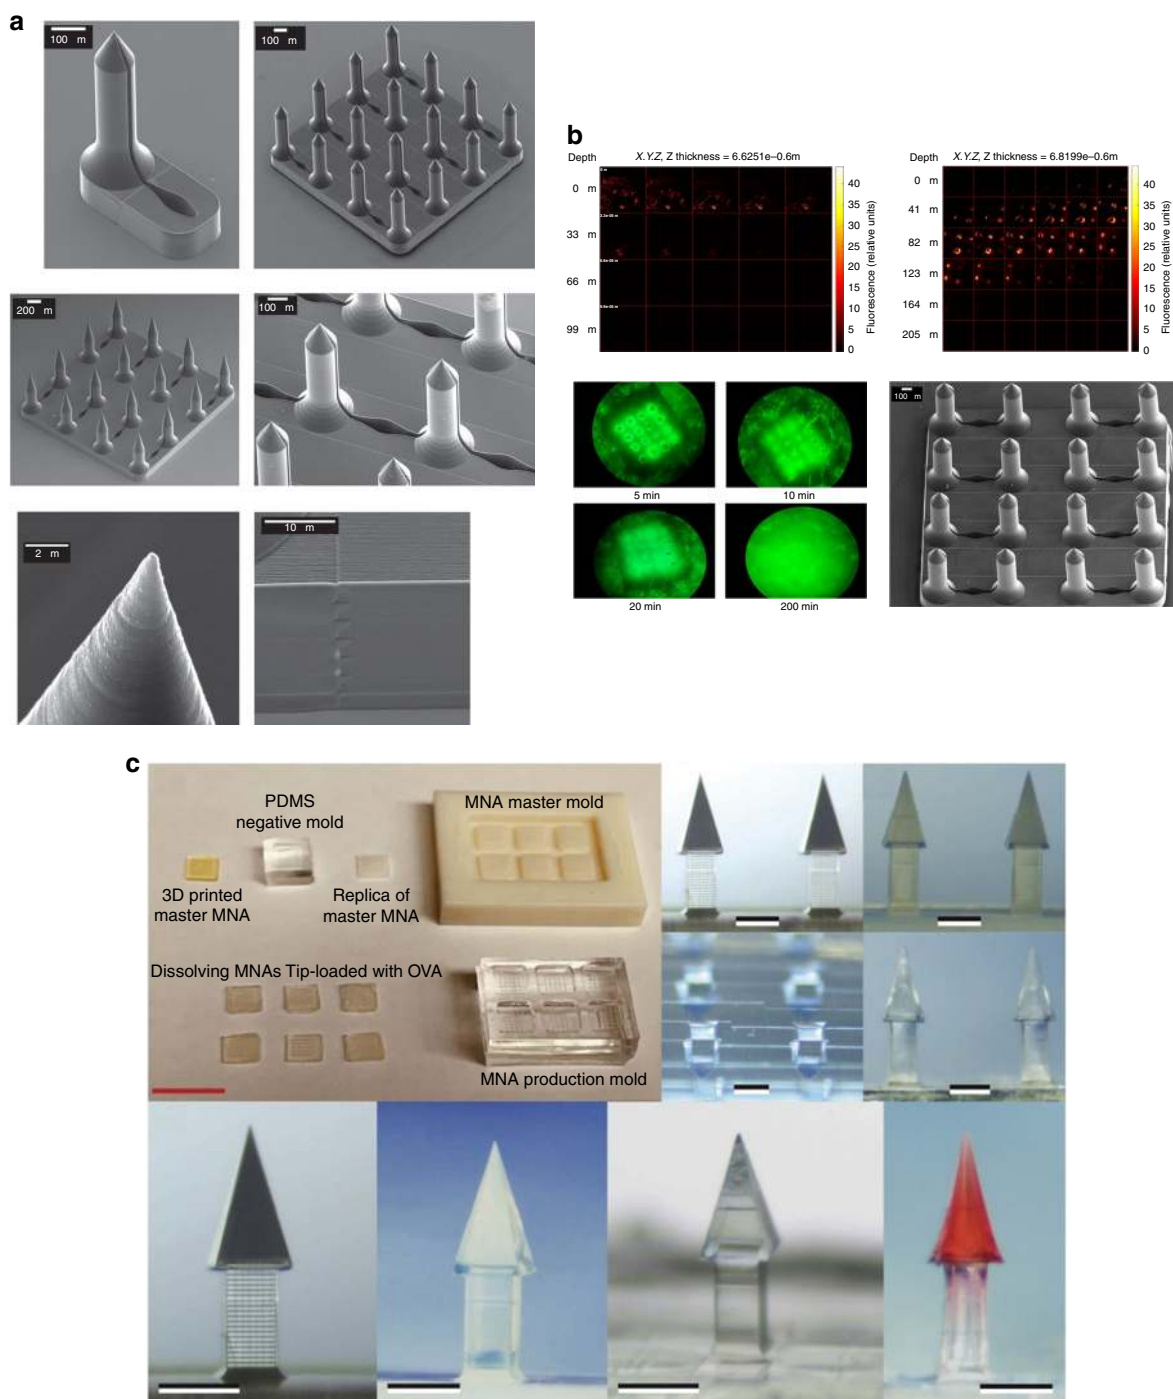 a
100 m
100 m
200 m
100 m
2 m
10 m
b
Depth
X.Y.Z, Z thickness = 6.6251e–0.6m
0 m
33 m
66 m
99 m
40
35
30
25
20
15
10
5
0
Fluorescence (relative units)
Depth
X.Y.Z, Z thickness = 6.8199e–0.6m
0 m
41 m
82 m
123 m
164 m
205 m
40
35
30
25
20
15
10
5
0
Fluorescence (relative units)
5 min
10 min
20 min
200 min
100 m
c
PDMS
negative mold
MNA master mold
3D printed
master MNA
Replica of
master MNA
Dissolving MNAs Tip-loaded with OVA
MNA production mold